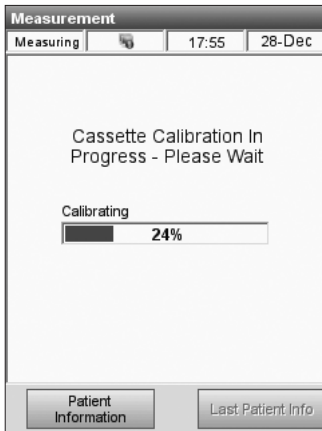 Measurement
Measuring 17:55 28-Dec
Cassette Calibration In
Progress - Please Wait
Calibrating
24%
Patient
Information
Last Patient Info